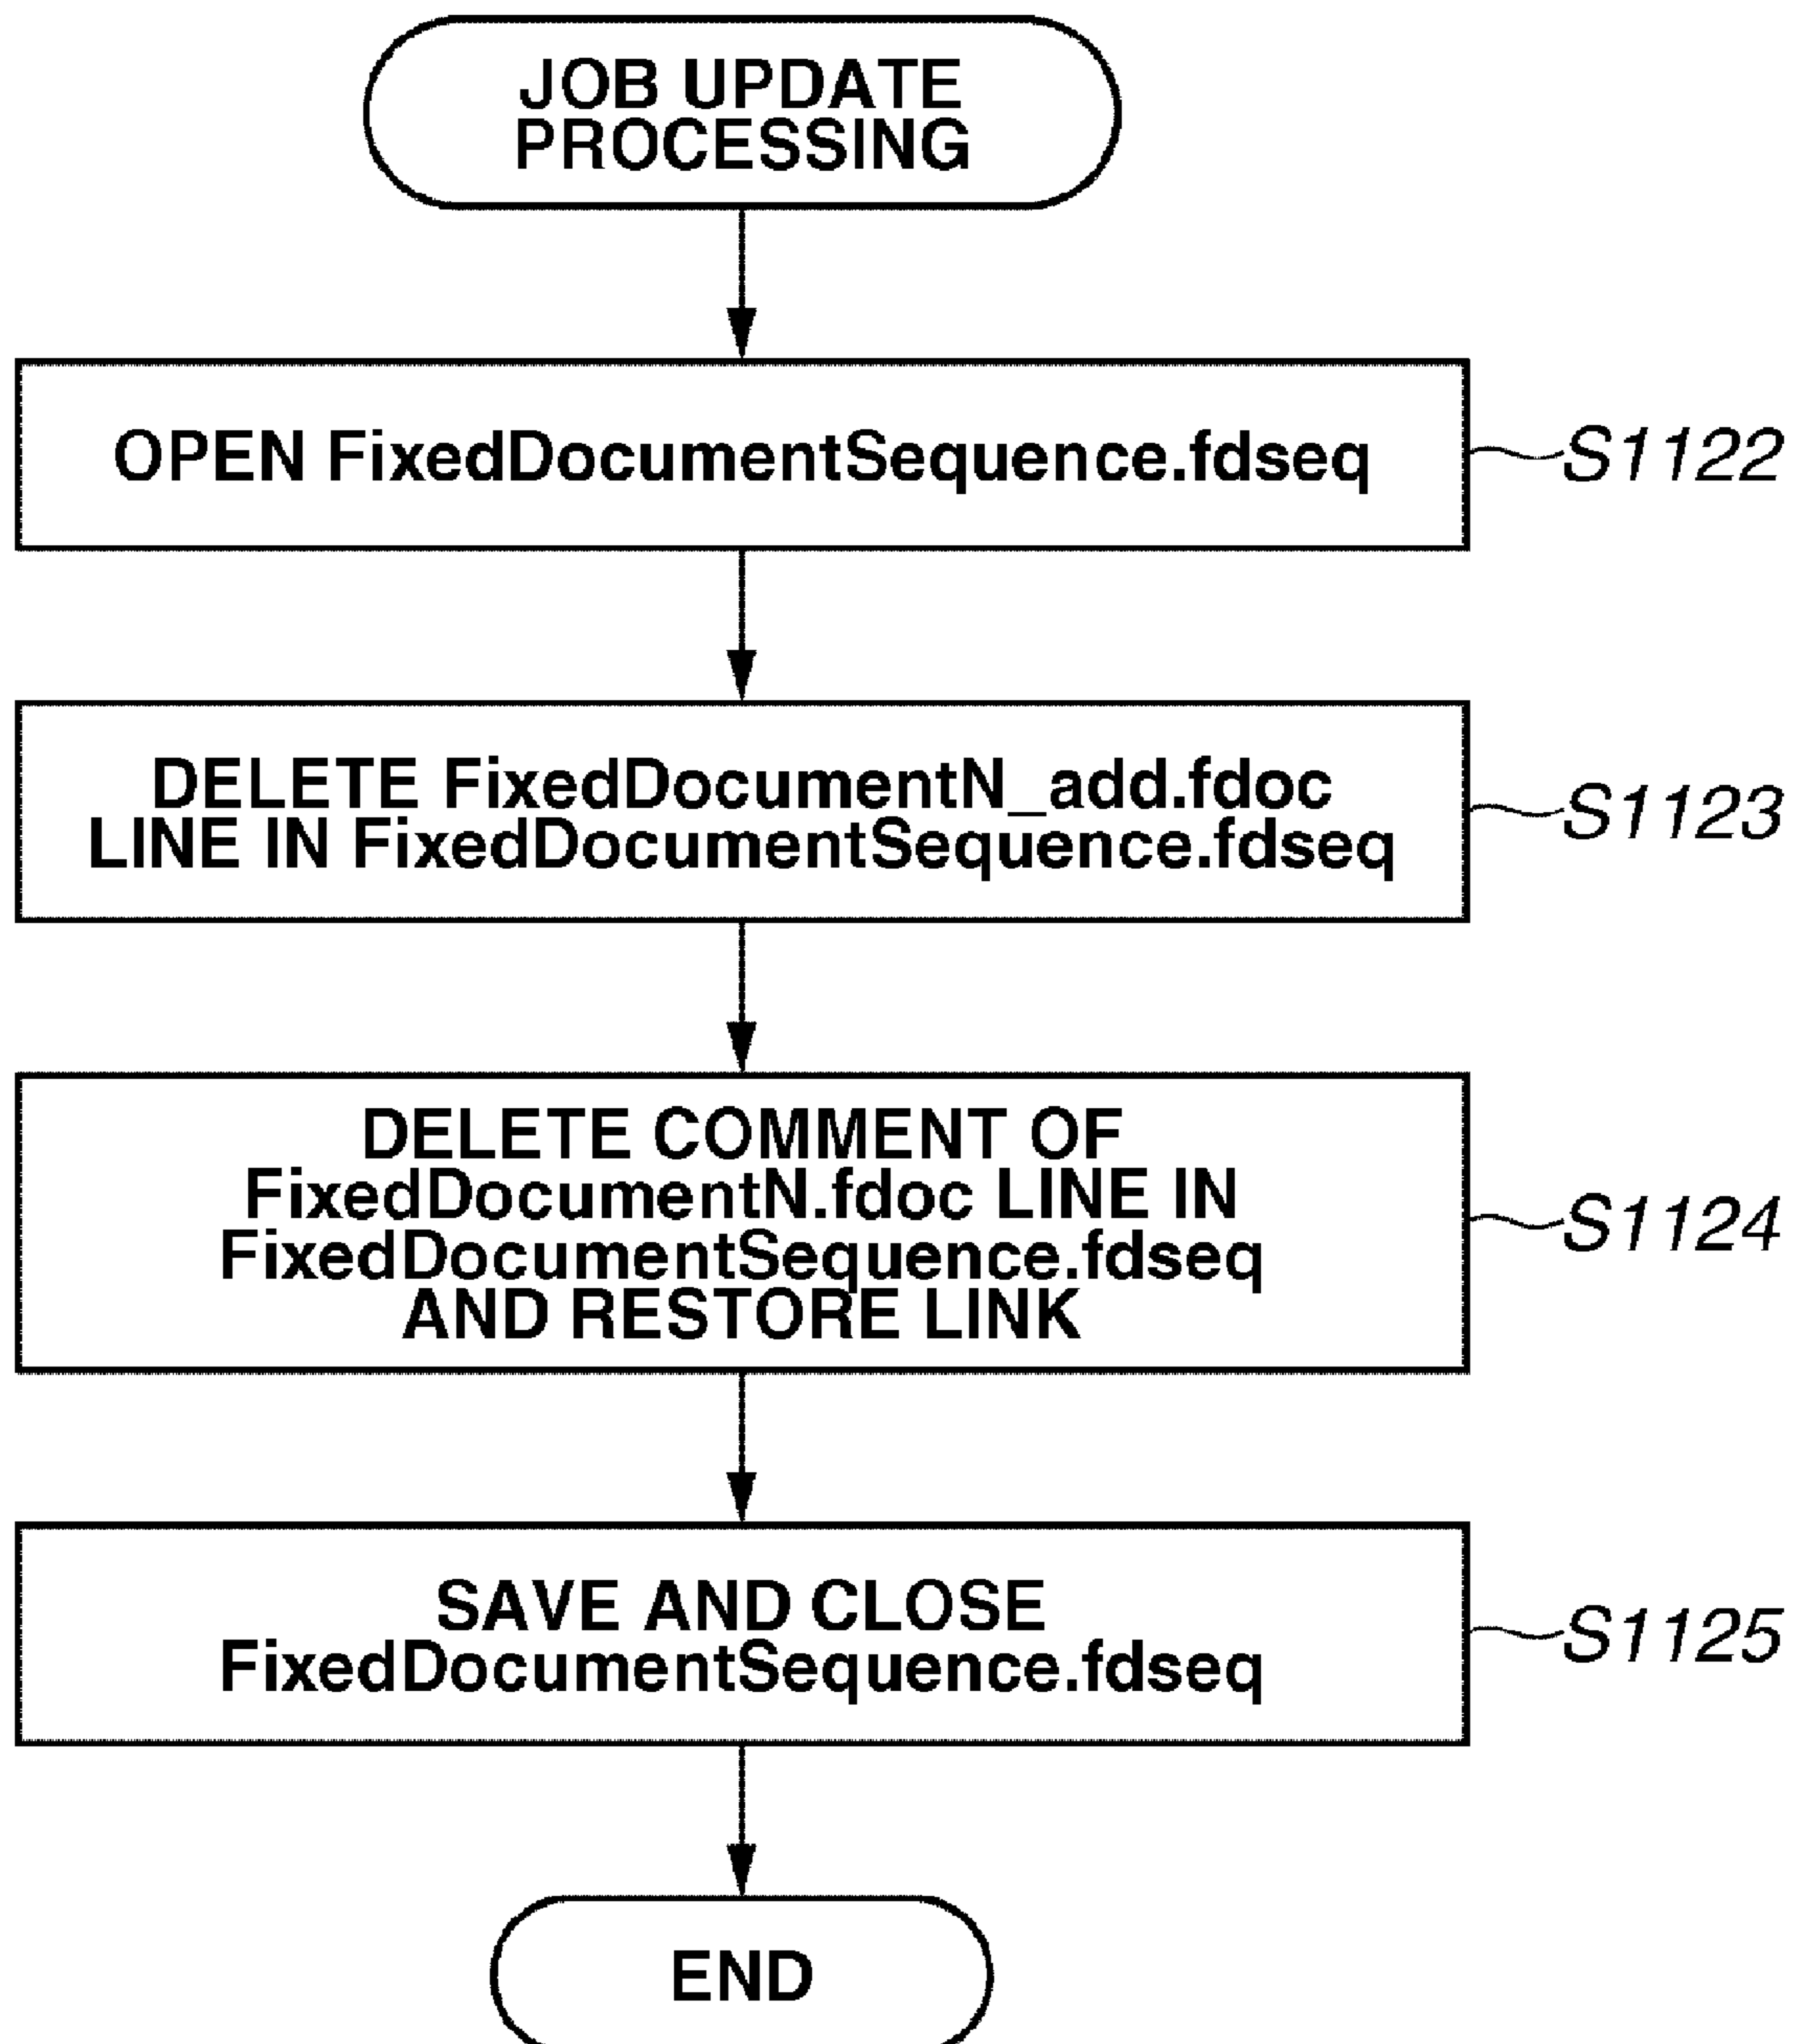 JOB UPDATE
PROCESSING
OPEN FixedDocumentSequence.fdseq
S1122
DELETE FixedDocumentN_add.fdoc
LINE IN FixedDocumentSequence.fdseq
S1123
DELETE COMMENT OF
FixedDocumentN.fdoc LINE IN
FixedDocumentSequence.fdseq
AND RESTORE LINK
S1124
SAVE AND CLOSE
FixedDocumentSequence.fdseq
S1125
END